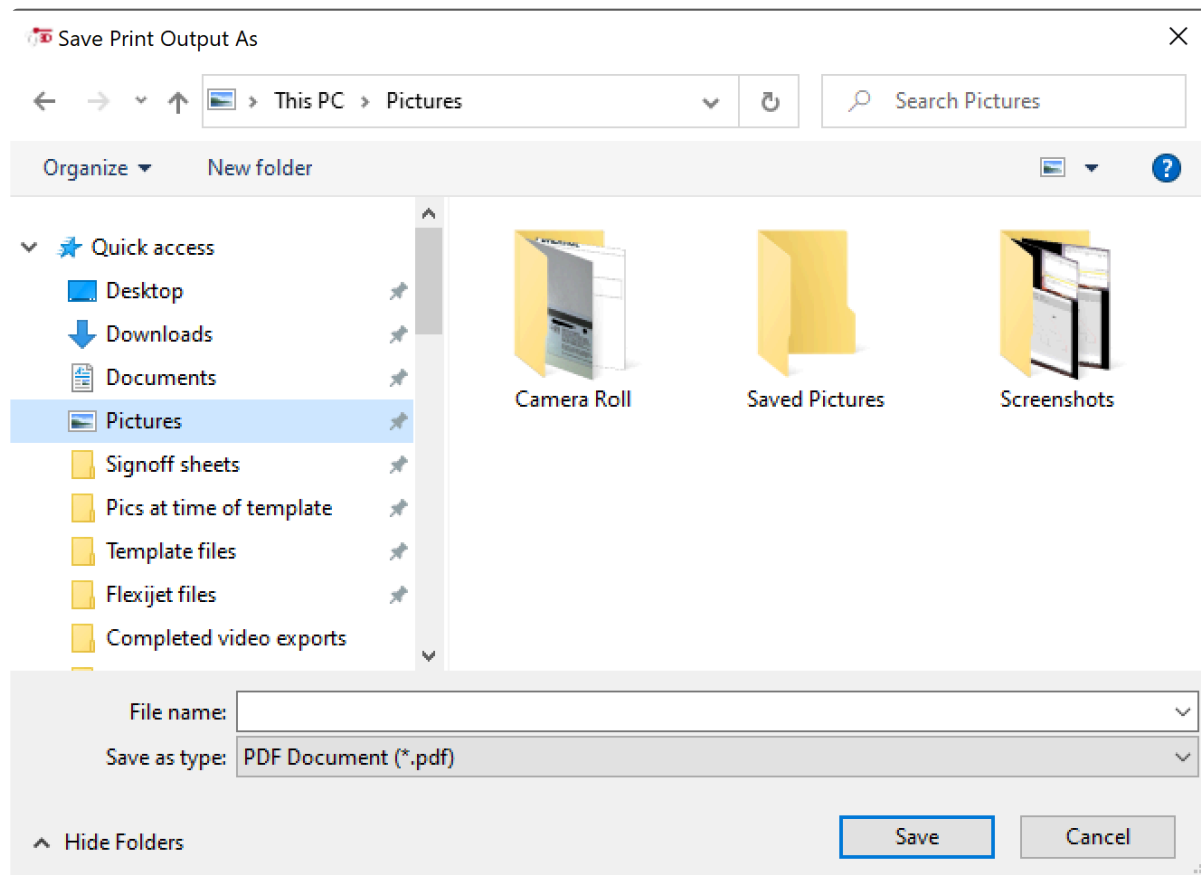 Save Print Output As
This PC > Pictures
Search Pictures
Organize
New folder
?
Quick access
Desktop
Downloads
Documents
Pictures
Signoff sheets
Pics at time of template
Template files
Flexijet files
Completed video exports
Camera Roll
Saved Pictures
Screenshots
File name:
Save as type: PDF Document (*.pdf)
Hide Folders
Save
Cancel